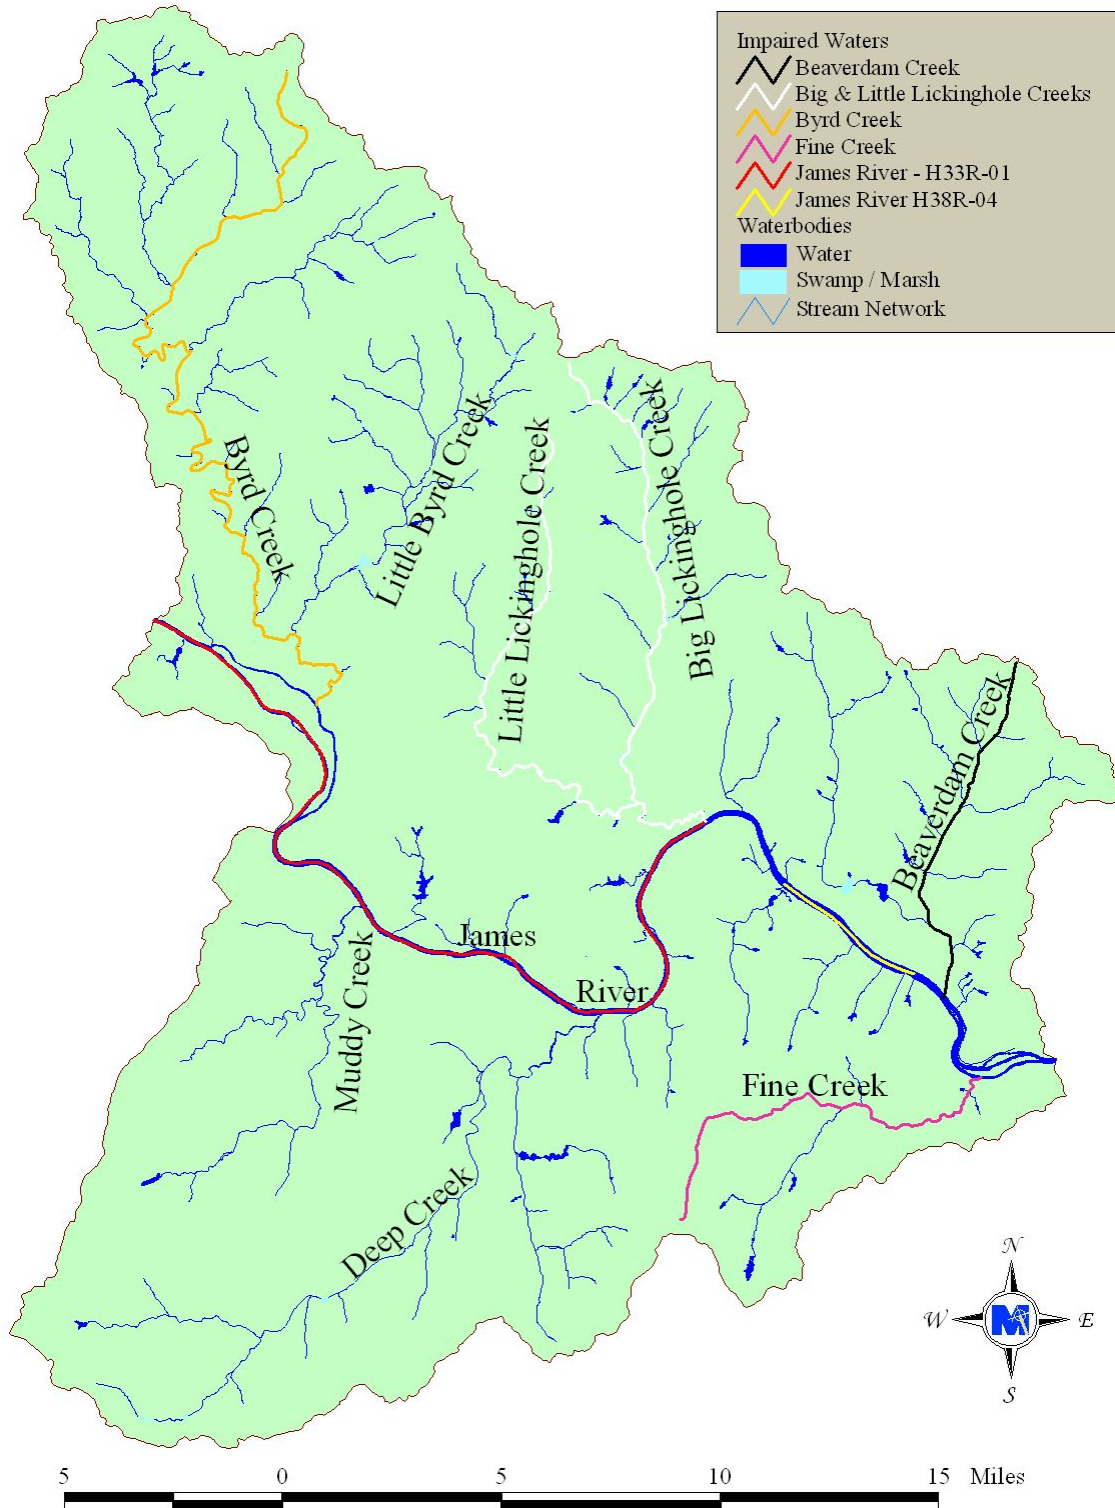 Impaired Waters
Beaverdam Creek
Big & Little Lickinghole Creeks
Byrd Creek
Fine Creek
James River - H33R-01
James River H38R-04
Waterbodies
Water
Swamp / Marsh
Stream Network
Byrd Creek
Little Byrd Creek
Little Lickinghole Creek
Big Lickinghole Creek
Beaverdam Creek
James
River
Muddy Creek
Fine Creek
Deep Creek
N
W
M
E
S
5 0 5 10 15 Miles